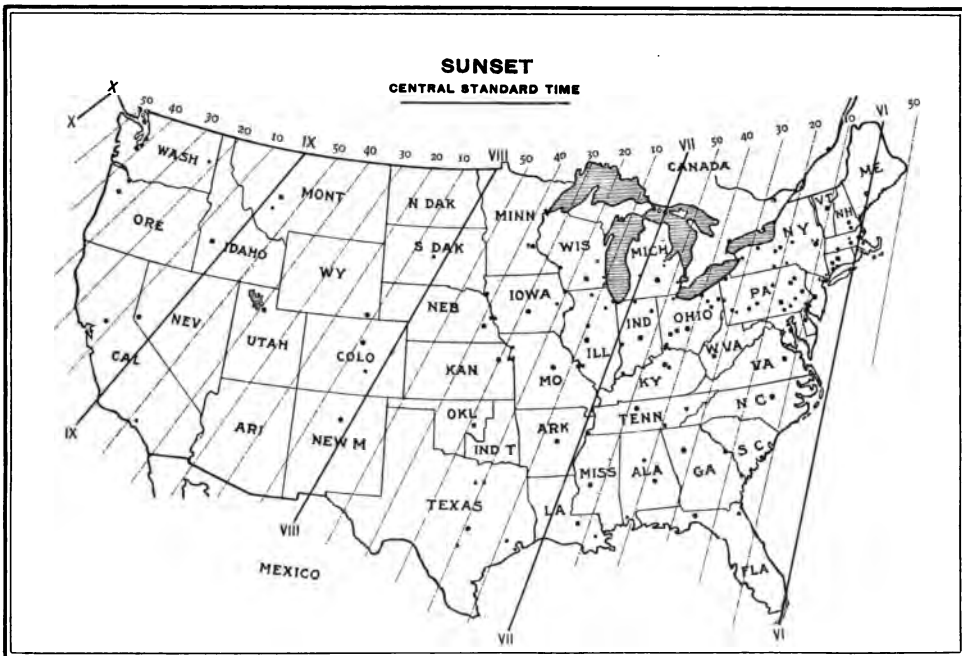 SUNSET
CENTRAL STANDARD TIME
X
50 40 30 20 10 IX 50 40 30 20 10 VIII 50 40 30 20 10 VII 50 40 30 20 10 VI 50
X
CANADA
WASH
MONT
N DAK
MINN
ME
VT
NH
ORE
IDAHO
S DAK
WIS
MICH
N Y
WY
NEB
IOWA
PA
NEV
UTAH
COLO
KAN
ILL
IND
OHIO
W VA
VA
CAL
MO
KY
IX
ARI
NEW M
OKL
IND T
ARK
TENN
N C
S C
TEXAS
LA
MISS
ALA
GA
VIII
MEXICO
FLA
VII
VI